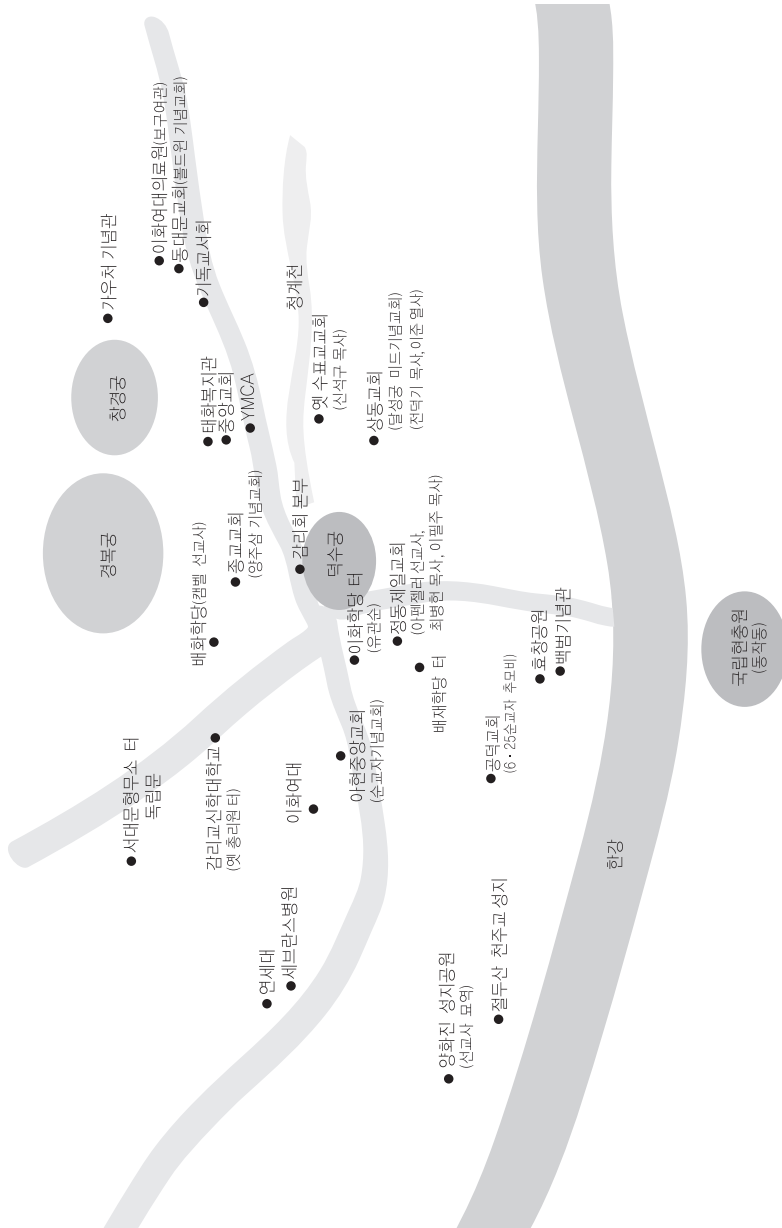 가우처 기념관
이화여대의료원(보구여관)
동대문교회(볼드윈 기념교회)
기독교서회
창경궁
태화복지관
중앙교회
YMCA
청계천
옛 수표교교회
(신석구 목사)
상동교회
(달성궁 미드기념교회)
(전덕기 목사, 이준 열사)
경복궁
배화학당(캠벨 선교사)
종교교회
(양주삼 기념교회)
감리회 본부
덕수궁
이화학당 터
(유관순)
정동제일교회
(아펜젤러 선교사,
최병헌 목사, 이필주 목사)
배재학당 터
효창공원
백범기념관
국립현충원
(동작동)
서대문형무소 터
독립문
감리교신학대학교
(옛 총리원 터)
이화여대
아현중앙교회
(순교자기념교회)
공덕교회
(6·25순교자 추모비)
한강
연세대
세브란스병원
양화진 성지공원
(선교사 묘역)
절두산 천주교 성지